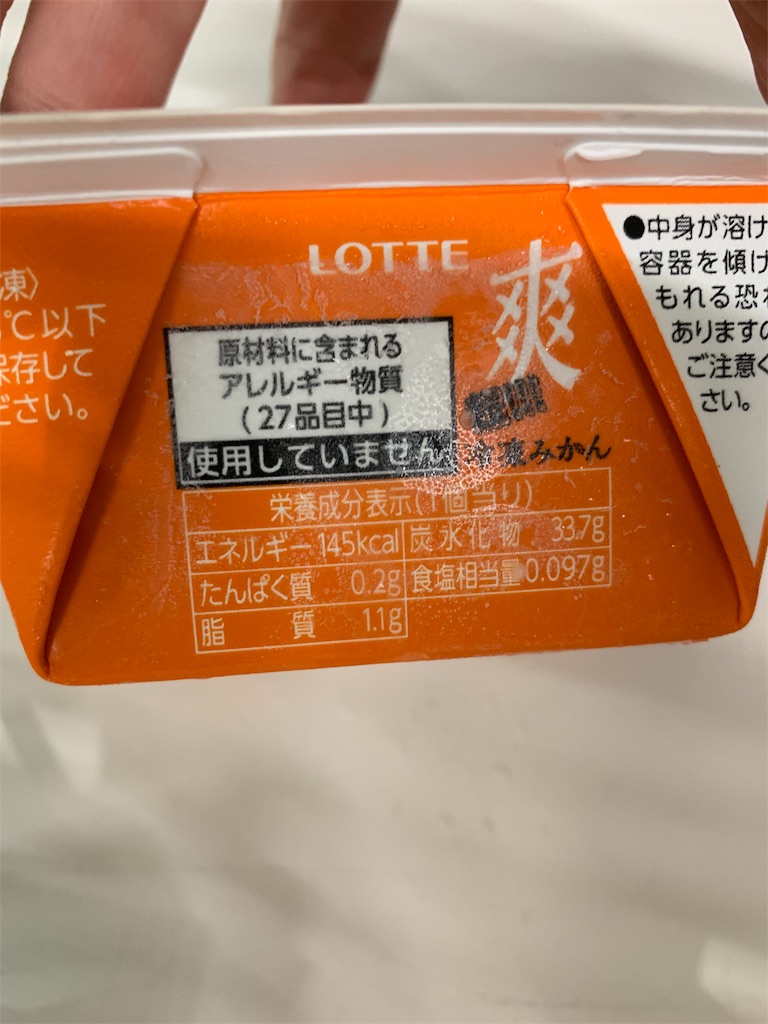 LOTTE
爽
冷凍みかん
原材料に含まれる
アレルギー物質
(27品目中)
使用していません
栄養成分表示(1個当り)
エネルギー 145kcal 炭水化物 33.7g
たんぱく質 0.2g 食塩相当量 0.097g
脂質 1.1g
凍〉
℃以下
保存して
ださい。
●中身が溶け
容器を傾け
もれる恐れ
ありますの
ご注意く
さい。